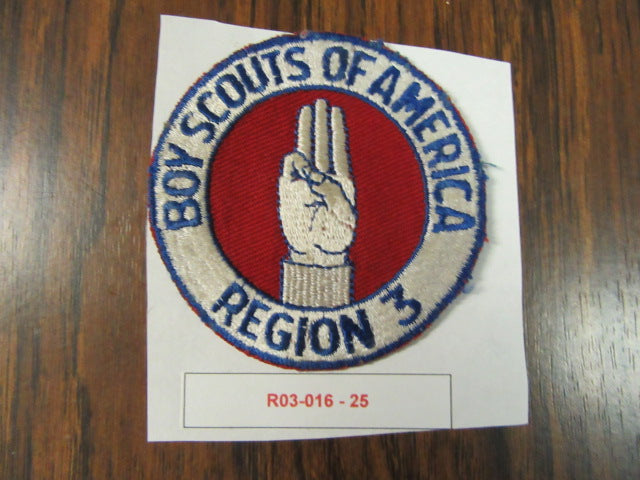 BOY SCOUTS OF AMERICA
REGION 3
R03-016 - 25